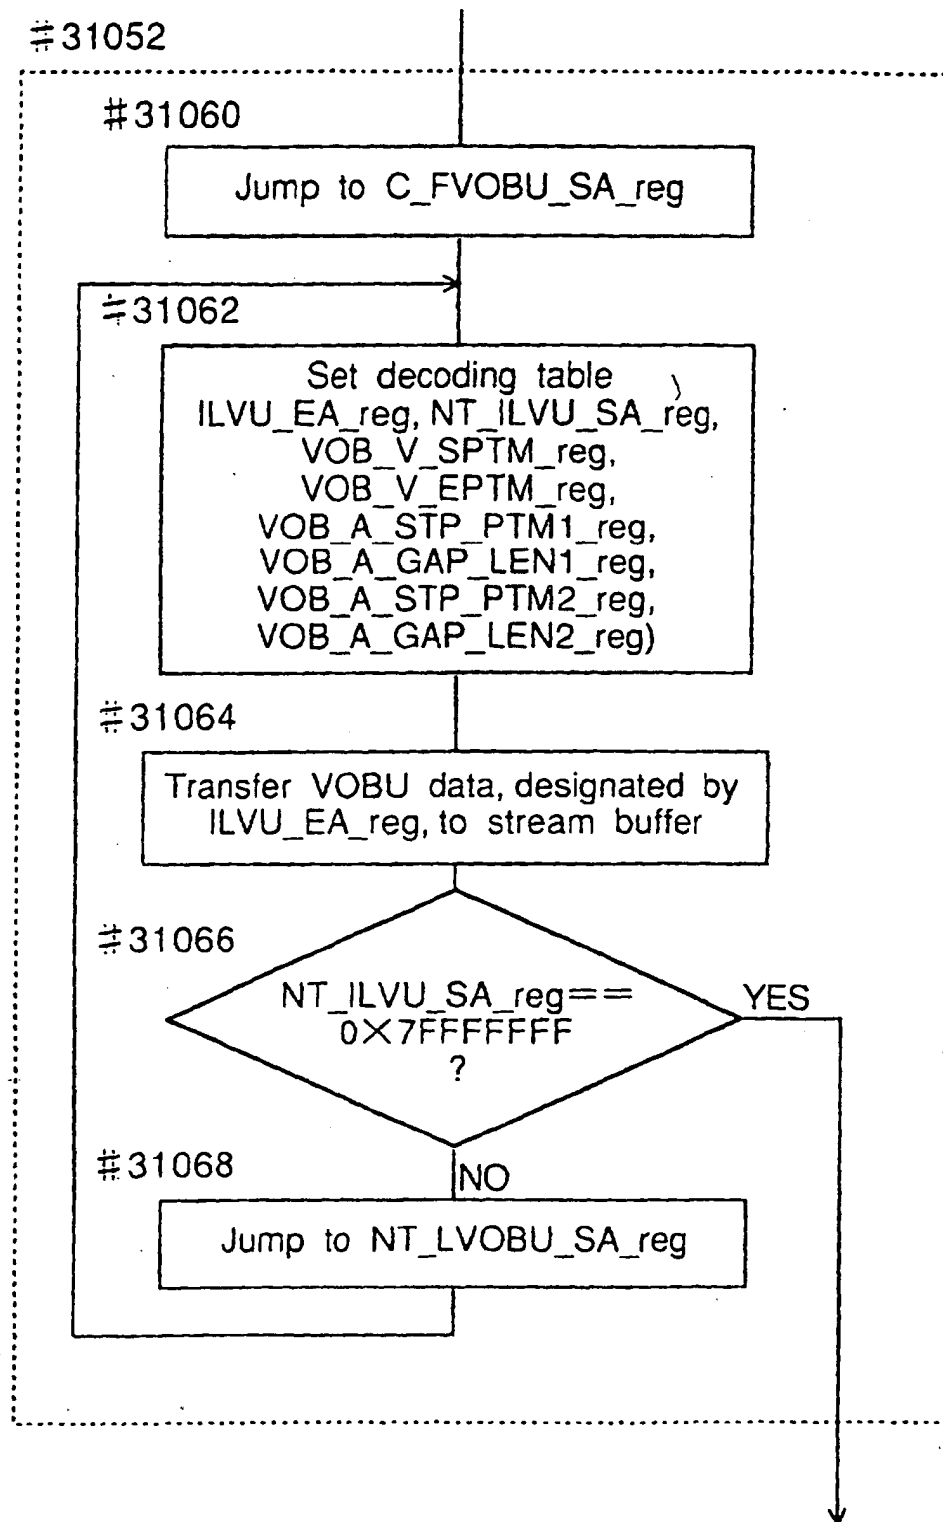 #31052
#31060
Jump to C_FVOBU_SA_reg
#31062
Set decoding table
ILVU_EA_reg, NT_ILVU_SA_reg,
VOB_V_SPTM_reg,
VOB_V_EPTM_reg,
VOB_A_STP_PTM1_reg,
VOB_A_GAP_LEN1_reg,
VOB_A_STP_PTM2_reg,
VOB_A_GAP_LEN2_reg)
#31064
Transfer VOBU data, designated by
ILVU_EA_reg, to stream buffer
#31066
NT_ILVU_SA_reg==
0×7FFFFFFF
?
YES
#31068
NO
Jump to NT_LVOBU_SA_reg